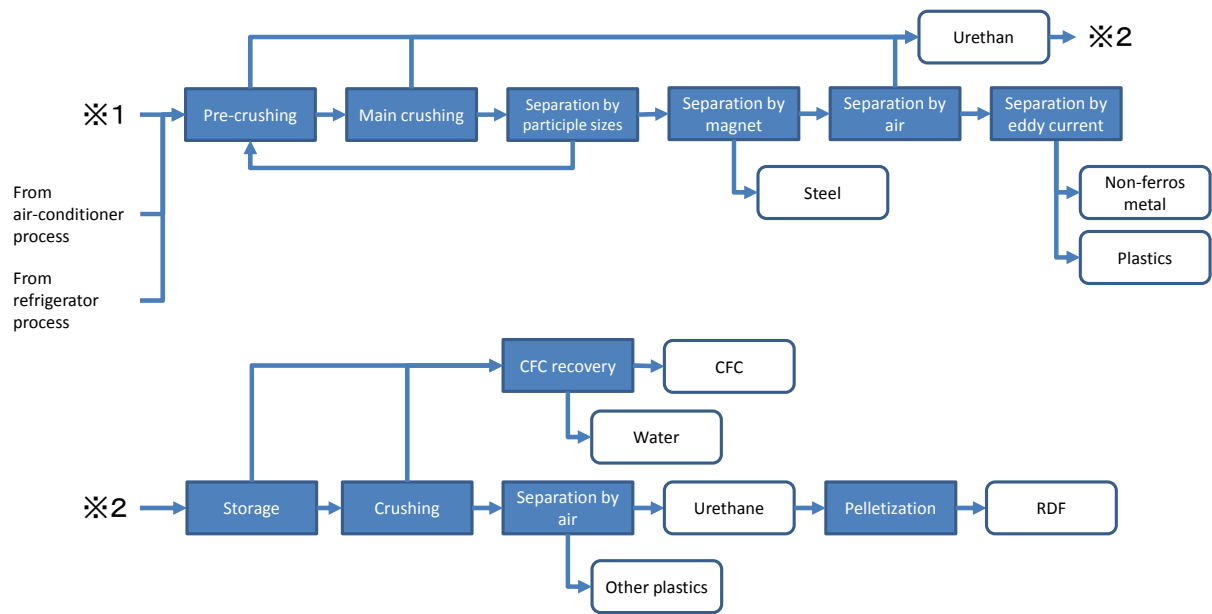 Urethan
※2
※1
Pre-crushing
Main crushing
Separation by
participle sizes
Separation by
magnet
Separation by
air
Separation by
eddy current
From
air-conditioner
process
Steel
Non-ferros
metal
Plastics
From
refrigerator
process
CFC recovery
CFC
Water
※2
Storage
Crushing
Separation by
air
Urethane
Pelletization
RDF
Other plastics